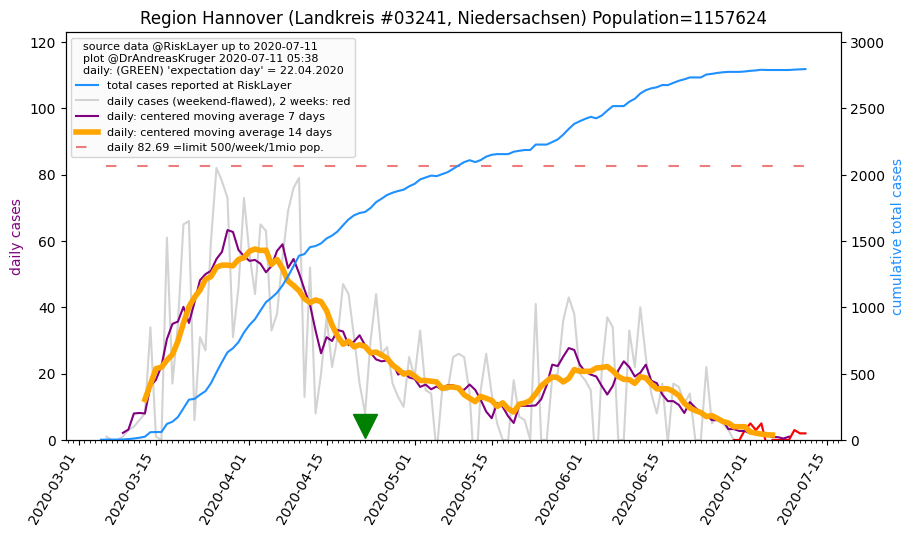 Region Hannover (Landkreis #03241, Niedersachsen) Population=1157624
source data @RiskLayer up to 2020-07-11
plot @DrAndreasKruger 2020-07-11 05:38
daily: (GREEN) 'expectation day' = 22.04.2020
total cases reported at RiskLayer
daily cases (weekend-flawed), 2 weeks: red
daily: centered moving average 7 days
daily: centered moving average 14 days
daily 82.69 =limit 500/week/1mio pop.
daily cases
120
100
80
60
40
20
0
cumulative total cases
3000
2500
2000
1500
1000
500
0
2020-03-01
2020-03-15
2020-04-01
2020-04-15
2020-05-01
2020-05-15
2020-06-01
2020-06-15
2020-07-01
2020-07-15